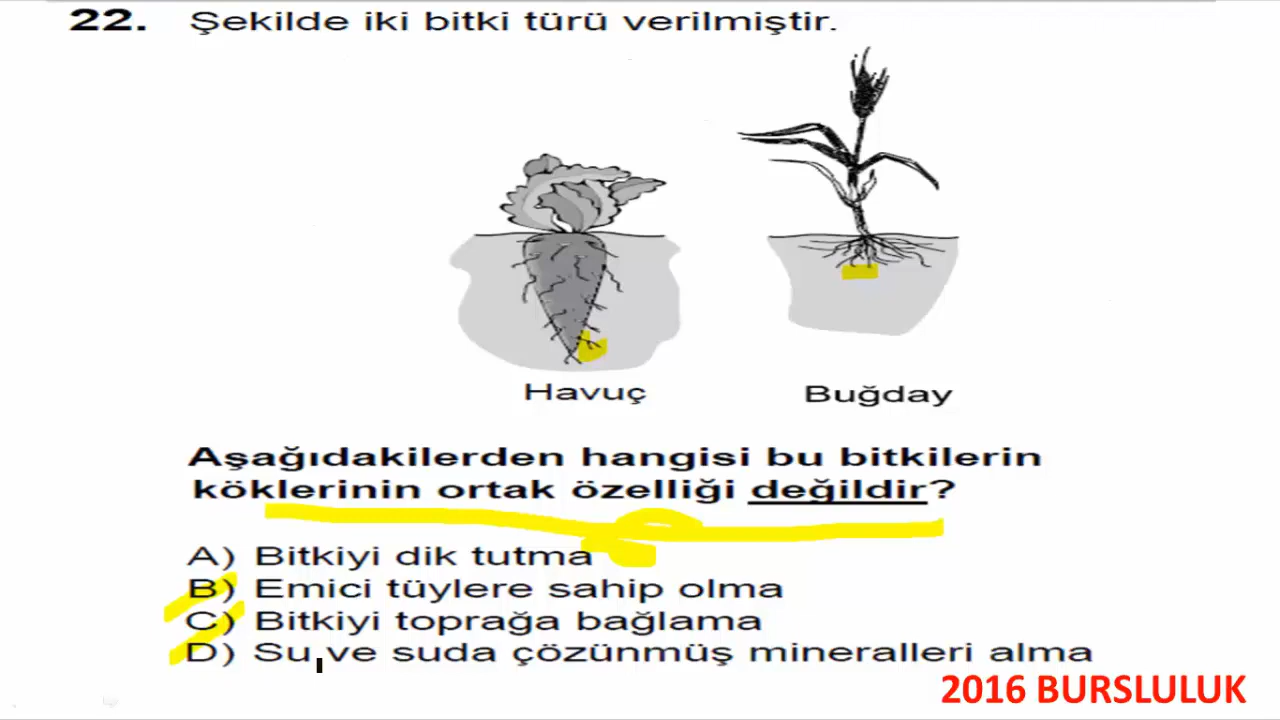 22. Şekilde iki bitki türü verilmiştir.
Havuç
Buğday
Aşağıdakilerden hangisi bu bitkilerin
köklerinin ortak özelliği değildir?
A) Bitkiyi dik tutma
B) Emici tüylere sahip olma
C) Bitkiyi toprağa bağlama
D) Su ve suda çözünmüş mineralleri alma
2016 BURSLULUK